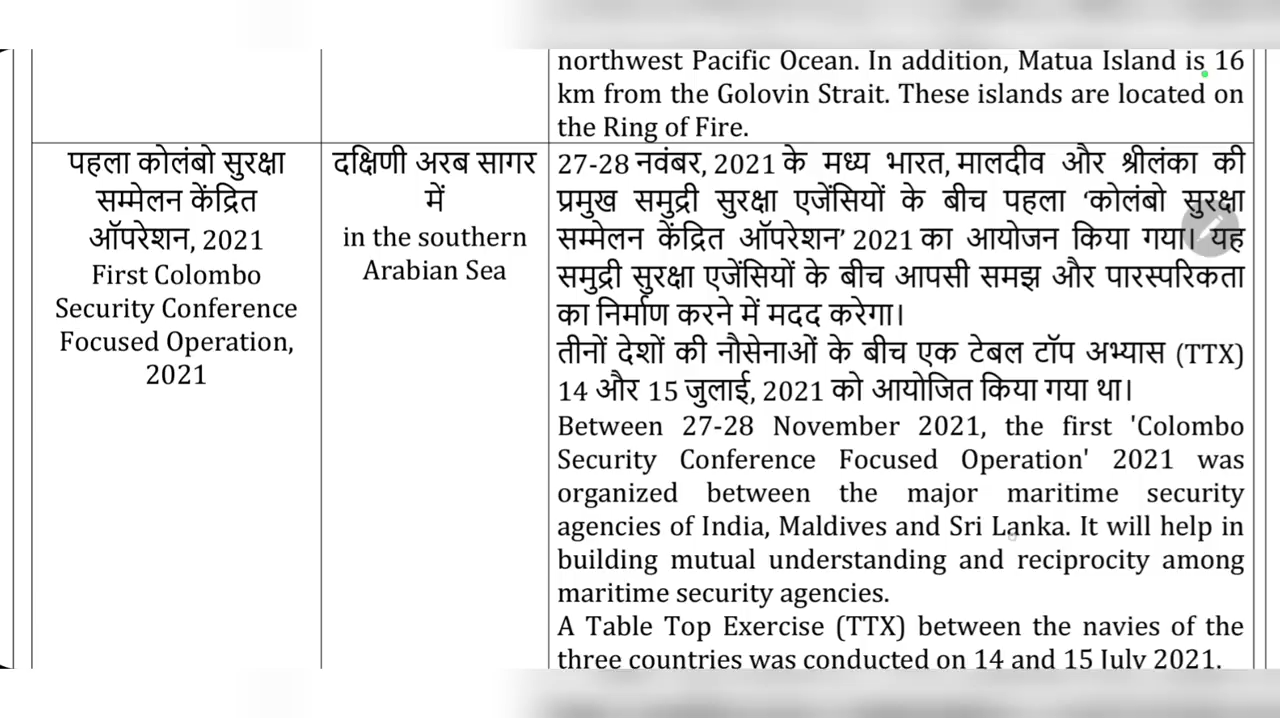 northwest Pacific Ocean. In addition, Matua Island is 16
km from the Golovin Strait. These islands are located on
the Ring of Fire.
पहला कोलंबो सुरक्षा
सम्मेलन केंद्रित
ऑपरेशन, 2021
First Colombo
Security Conference
Focused Operation,
2021
दक्षिणी अरब सागर
में
in the southern
Arabian Sea
27-28 नवंबर, 2021 के मध्य भारत, मालदीव और श्रीलंका की
प्रमुख समुद्री सुरक्षा एजेंसियों के बीच पहला ‘कोलंबो सुरक्षा
सम्मेलन केंद्रित ऑपरेशन’ 2021 का आयोजन किया गया। यह
समुद्री सुरक्षा एजेंसियों के बीच आपसी समझ और पारस्परिकता
का निर्माण करने में मदद करेगा।
तीनों देशों की नौसेनाओं के बीच एक टेबल टॉप अभ्यास (TTX)
14 और 15 जुलाई, 2021 को आयोजित किया गया था।
Between 27-28 November 2021, the first 'Colombo
Security Conference Focused Operation' 2021 was
organized between the major maritime security
agencies of India, Maldives and Sri Lanka. It will help in
building mutual understanding and reciprocity among
maritime security agencies.
A Table Top Exercise (TTX) between the navies of the
three countries was conducted on 14 and 15 July 2021.